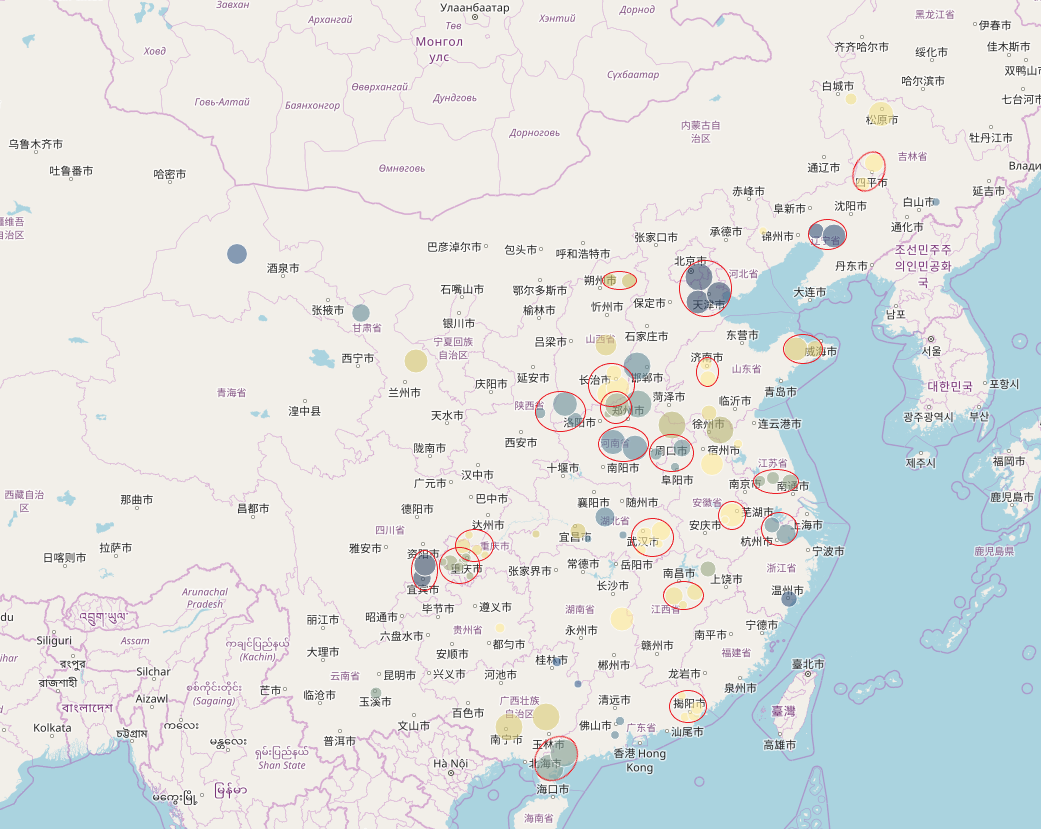 Завхан
Улаанбаатар
Архангай
Төв
Хэнтий
Дорнод
黑龙江省
伊春市
Ховд
Монгол
улс
齐齐哈尔市
绥化市
佳木斯市
双鸭山市
Сүхбаатар
白城市
哈尔滨市
七台河市
Говь-Алтай
Баянхонгор
Өвөрхангай
Дундговь
Дорноговь
内蒙古自
治区
松原市
牡丹江市
乌鲁木齐市
吐鲁番市
哈密市
Өмнөговь
通辽市
吉林省
四平市
Влади
延吉市
赤峰市
阜新市
沈阳市
白山市
疆维吾
自治区
张家口市
承德市
锦州市
辽宁省
通化市
巴彦淖尔市
包头市
呼和浩特市
北京市
河北省
丹东市
조선민주주
의인민공화
국
酒泉市
石嘴山市
鄂尔多斯市
朔州市
忻州市
保定市
天津市
大连市
张掖市
甘肃省
银川市
榆林市
남포
西宁市
宁夏回族
自治区
吕梁市
山西省
石家庄市
东营市
서울
济南市
威海市
山东省
兰州市
庆阳市
延安市
长治市
邯郸市
青岛市
대한민국
포항시
青海省
湟中县
天水市
陕西省
洛阳市
郑州市
菏泽市
临沂市
광주광역시
부산
徐州市
连云港市
陇南市
西安市
河南省
周口市
宿州市
제주시
福冈市
西藏自治
区
那曲市
昌都市
广元市
汉中市
十堰市
南阳市
阜阳市
江苏省
南京市
南通市
鹿児島市
德阳市
巴中市
襄阳市
随州市
安徽省
芜湖市
上海市
四川省
达州市
湖北省
安庆市
日喀则市
拉萨市
雅安市
资阳市
重庆市
宜昌市
武汉市
杭州市
宁波市
鹿児島県
重庆市
张家界市
常德市
岳阳市
南昌市
浙江省
宜宾市
长沙市
上饶市
温州市
Arunachal
Pradesh
丽江市
昭通市
毕节市
遵义市
湖南省
江西省
宁德市
Siliguri
Assam
六盘水市
贵州省
永州市
南平市
大理市
安顺市
都匀市
赣州市
福建省
Silchar
云南省
昆明市
兴义市
河池市
桂林市
郴州市
龙岩市
台北市
芒市
临沧市
玉溪市
广西壮族
自治区
清远市
泉州市
Aizawl
百色市
揭阳市
臺灣
Kolkata
文山市
佛山市
广东省
汕尾市
普洱市
南宁市
玉林市
香港 Hong
Kong
高雄市
Shan State
Hà Nội
北海市
海口市
海南省